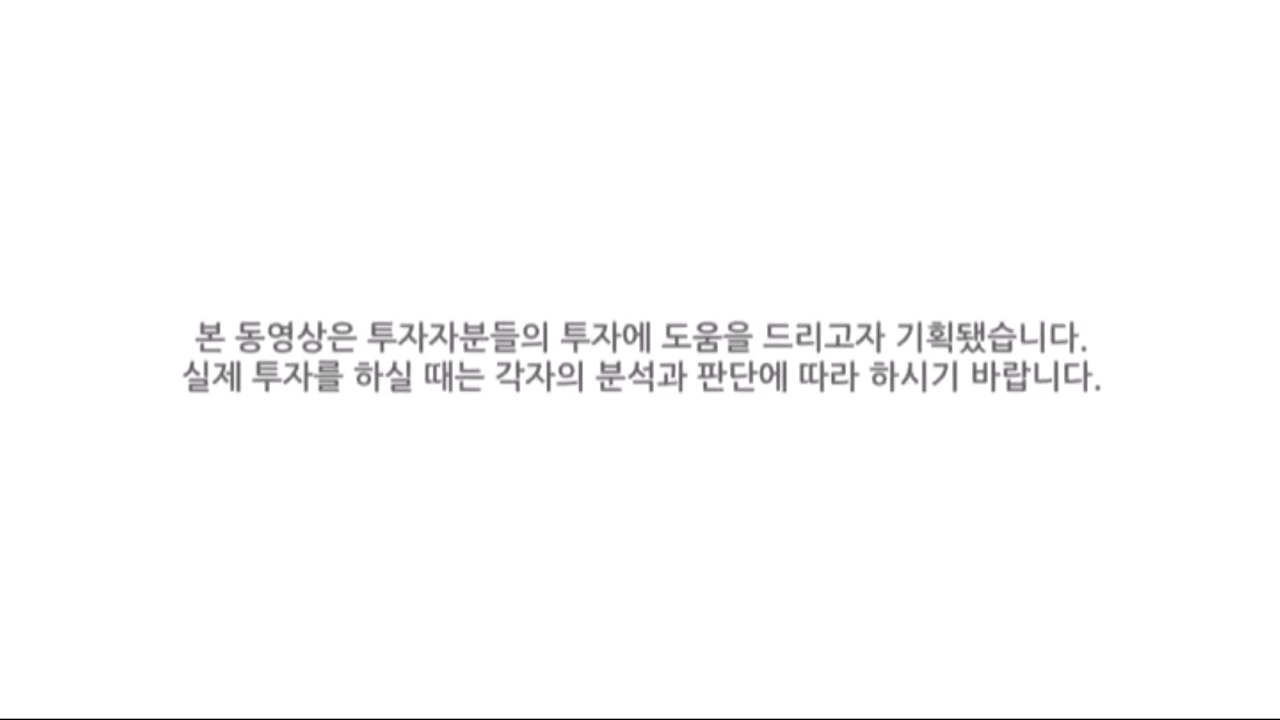 본 동영상은 투자자분들의 투자에 도움을 드리고자 기획됐습니다.
실제 투자를 하실 때는 각자의 분석과 판단에 따라 하시기 바랍니다.